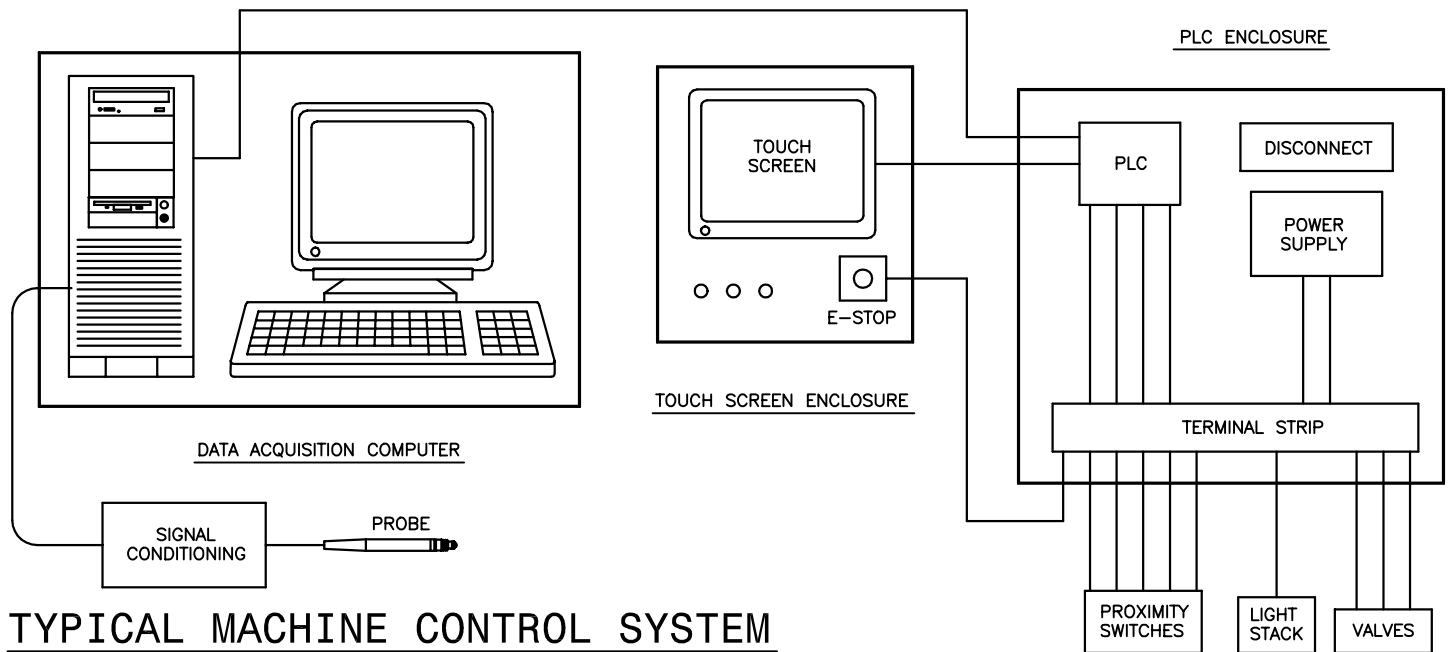 PLC ENCLOSURE
TOUCH
SCREEN
PLC
DISCONNECT
POWER
SUPPLY
E-STOP
TOUCH SCREEN ENCLOSURE
TERMINAL STRIP
DATA ACQUISITION COMPUTER
SIGNAL
CONDITIONING
PROBE
PROXIMITY
SWITCHES
LIGHT
STACK
VALVES
TYPICAL MACHINE CONTROL SYSTEM